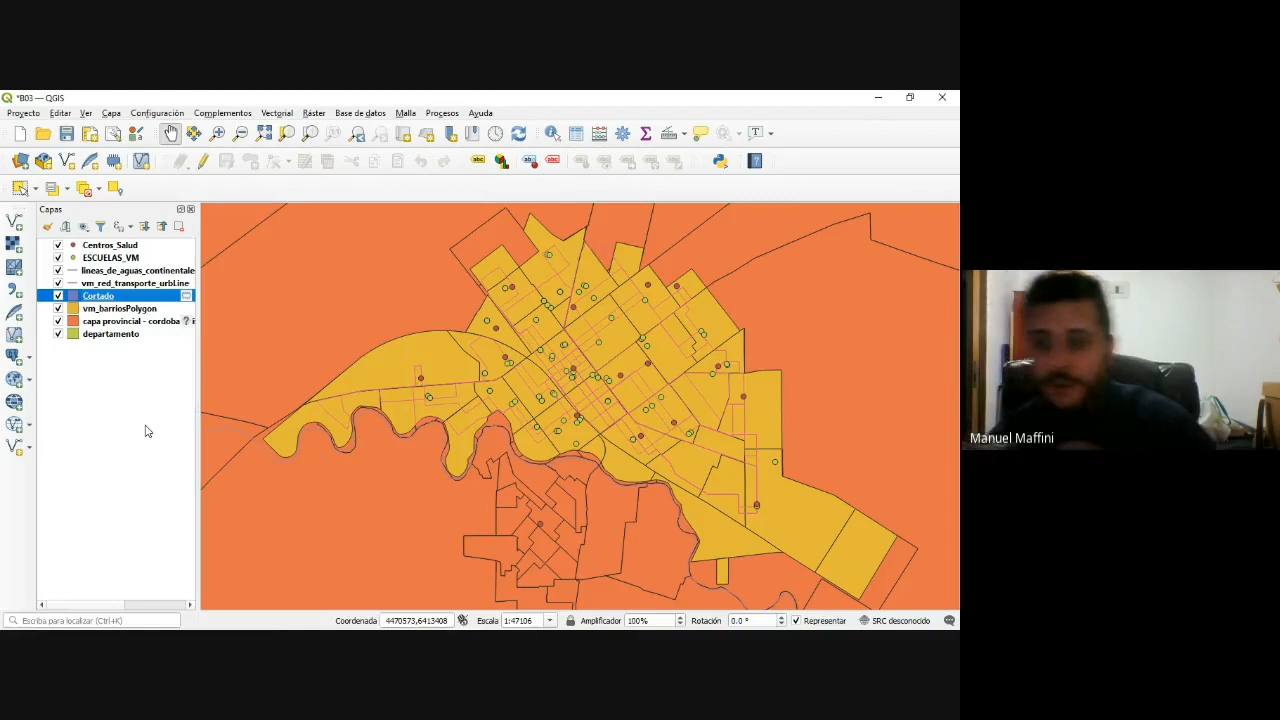 *B03 — QGIS
Proyecto Editar Ver Capa Configuración Complementos Vectorial Ráster Base de datos Malla Procesos Ayuda
Capas
Centros_Salud
ESCUELAS_VM
lineas_de_aguas_continentale
vm_red_transporte_urbLine
Cortado
vm_barriosPolygon
capa provincial - cordoba
departamento
Escriba para localizar (Ctrl+K)
Coordenada 4470573,6413408 Escala 1:47106 Amplificador 100% Rotación 0.0 ° Representar SRC desconocido
Manuel Maffini